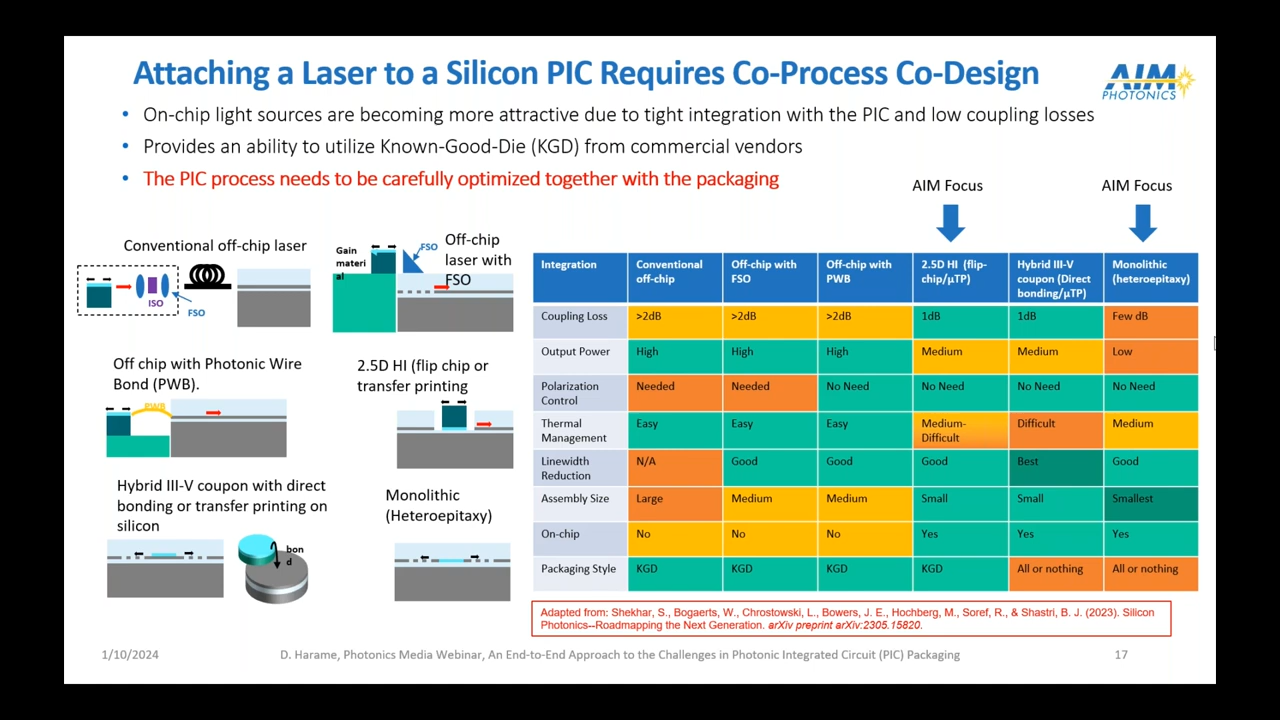 Attaching a Laser to a Silicon PIC Requires Co-Process Co-Design
AIM
PHOTONICS
• On-chip light sources are becoming more attractive due to tight integration with the PIC and low coupling losses
• Provides an ability to utilize Known-Good-Die (KGD) from commercial vendors
• The PIC process needs to be carefully optimized together with the packaging
AIM Focus
AIM Focus
Conventional off-chip laser
ISO
FSO
Gain
materi
al
FSO
Off-chip
laser with
FSO
Off chip with Photonic Wire
Bond (PWB).
PWB
2.5D HI (flip chip or
transfer printing
Hybrid III-V coupon with direct
bonding or transfer printing on
silicon
bon
d
Monolithic
(Heteroepitaxy)
Integration
Conventional
off-chip
Off-chip with
FSO
Off-chip with
PWB
2.5D HI (flip-
chip/μTP)
Hybrid III-V
coupon (Direct
bonding/μTP)
Monolithic
(heteroepitaxy)
Coupling Loss >2dB >2dB >2dB 1dB 1dB Few dB
Output Power High High High Medium Medium Low
Polarization
Control
Needed Needed No Need No Need No Need No Need
Thermal
Management
Easy Easy Easy
Medium-
Difficult
Difficult Medium
Linewidth
Reduction
N/A Good Good Good Best Good
Assembly Size Large Medium Medium Small Small Smallest
On-chip No No No Yes Yes Yes
Packaging Style KGD KGD KGD KGD All or nothing All or nothing
Adapted from: Shekhar, S., Bogaerts, W., Chrostowski, L., Bowers, J. E., Hochberg, M., Soref, R., & Shastri, B. J. (2023). Silicon
Photonics--Roadmapping the Next Generation. arXiv preprint arXiv:2305.15820.
1/10/2024
D. Harame, Photonics Media Webinar, An End-to-End Approach to the Challenges in Photonic Integrated Circuit (PIC) Packaging
17